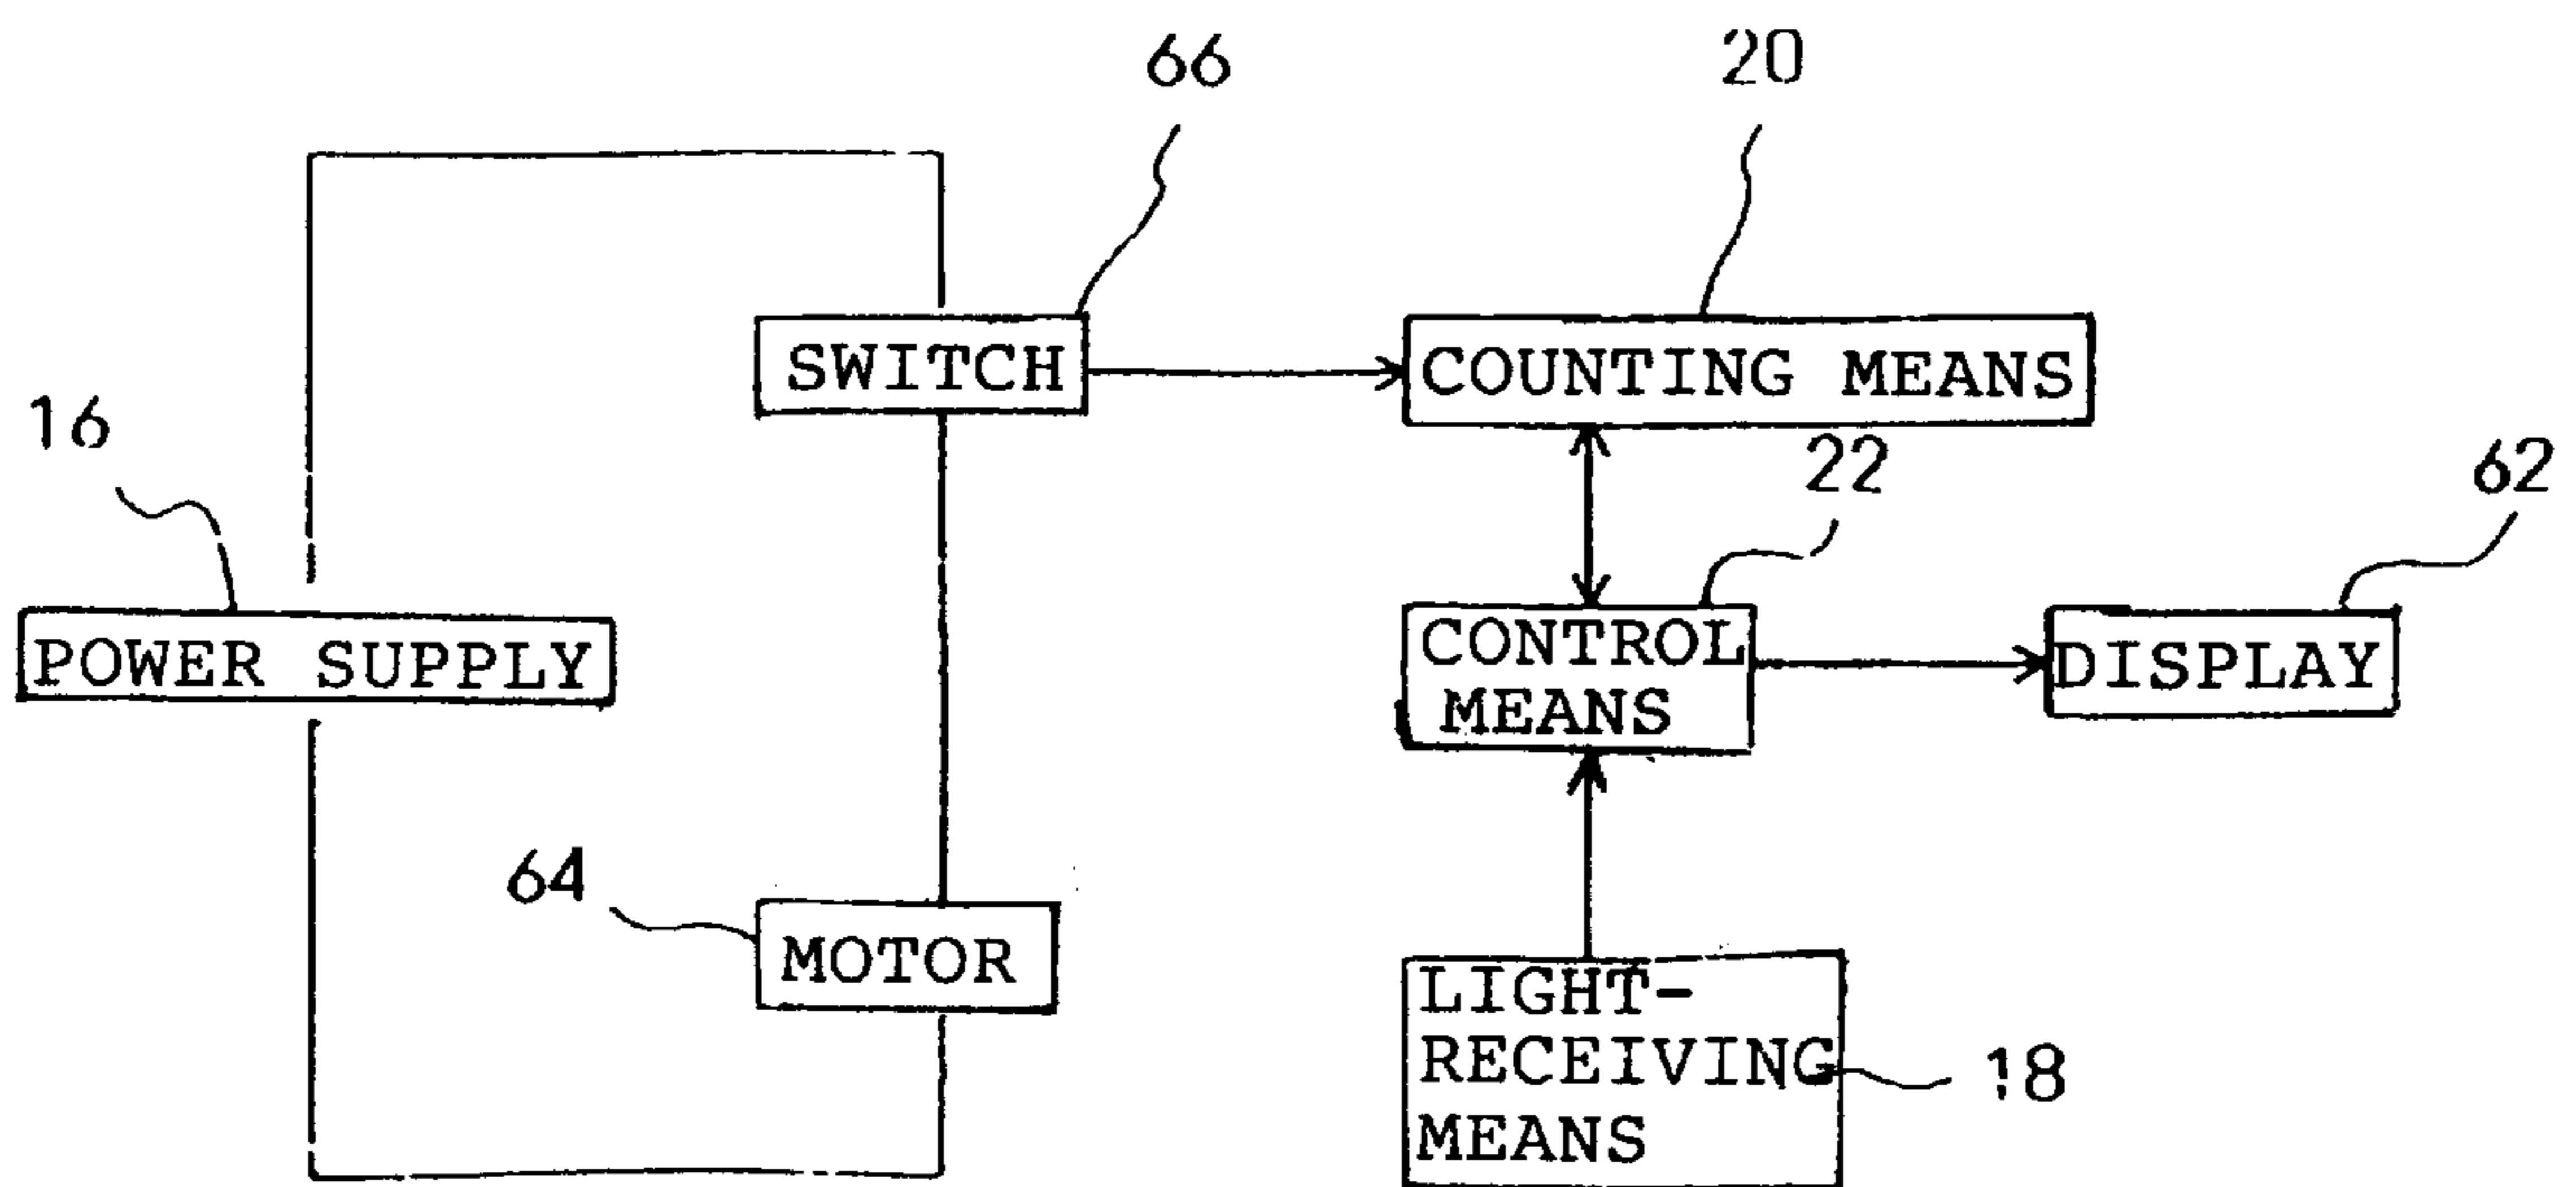 66
20
SWITCH
COUNTING MEANS
16
22
62
POWER SUPPLY
CONTROL
MEANS
DISPLAY
64
MOTOR
LIGHT-
RECEIVING
MEANS
18